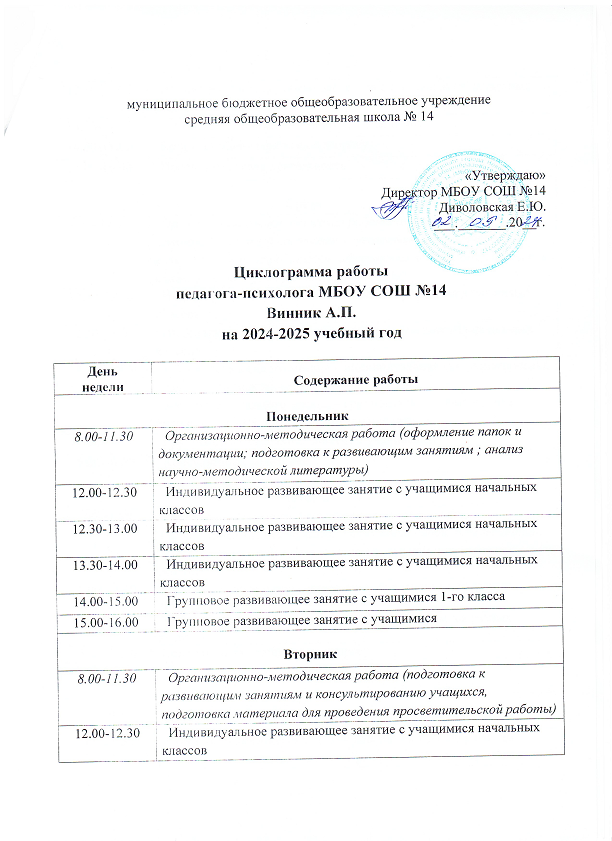 муниципальное бюджетное общеобразовательное учреждение
средняя общеобразовательная школа № 14
«Утверждаю»
Директор МБОУ СОШ №14
Диволовская Е.Ю.
02 . 09 .2024г.
Циклограмма работы
педагога-психолога МБОУ СОШ №14
Винник А.П.
на 2024-2025 учебный год
День
недели
Содержание работы
Понедельник
8.00-11.30
Организационно-методическая работа (оформление папок и
документации; подготовка к развивающим занятиям ; анализ
научно-методической литературы)
12.00-12.30
Индивидуальное развивающее занятие с учащимися начальных
классов
12.30-13.00
Индивидуальное развивающее занятие с учащимися начальных
классов
13.30-14.00
Индивидуальное развивающее занятие с учащимися начальных
классов
14.00-15.00
Групповое развивающее занятие с учащимися 1-го класса
15.00-16.00
Групповое развивающее занятие с учащимися
Вторник
8.00-11.30
Организационно-методическая работа (подготовка к
развивающим занятиям и консультированию учащихся,
подготовка материала для проведения просветительской работы)
12.00-12.30
Индивидуальное развивающее занятие с учащимися начальных
классов